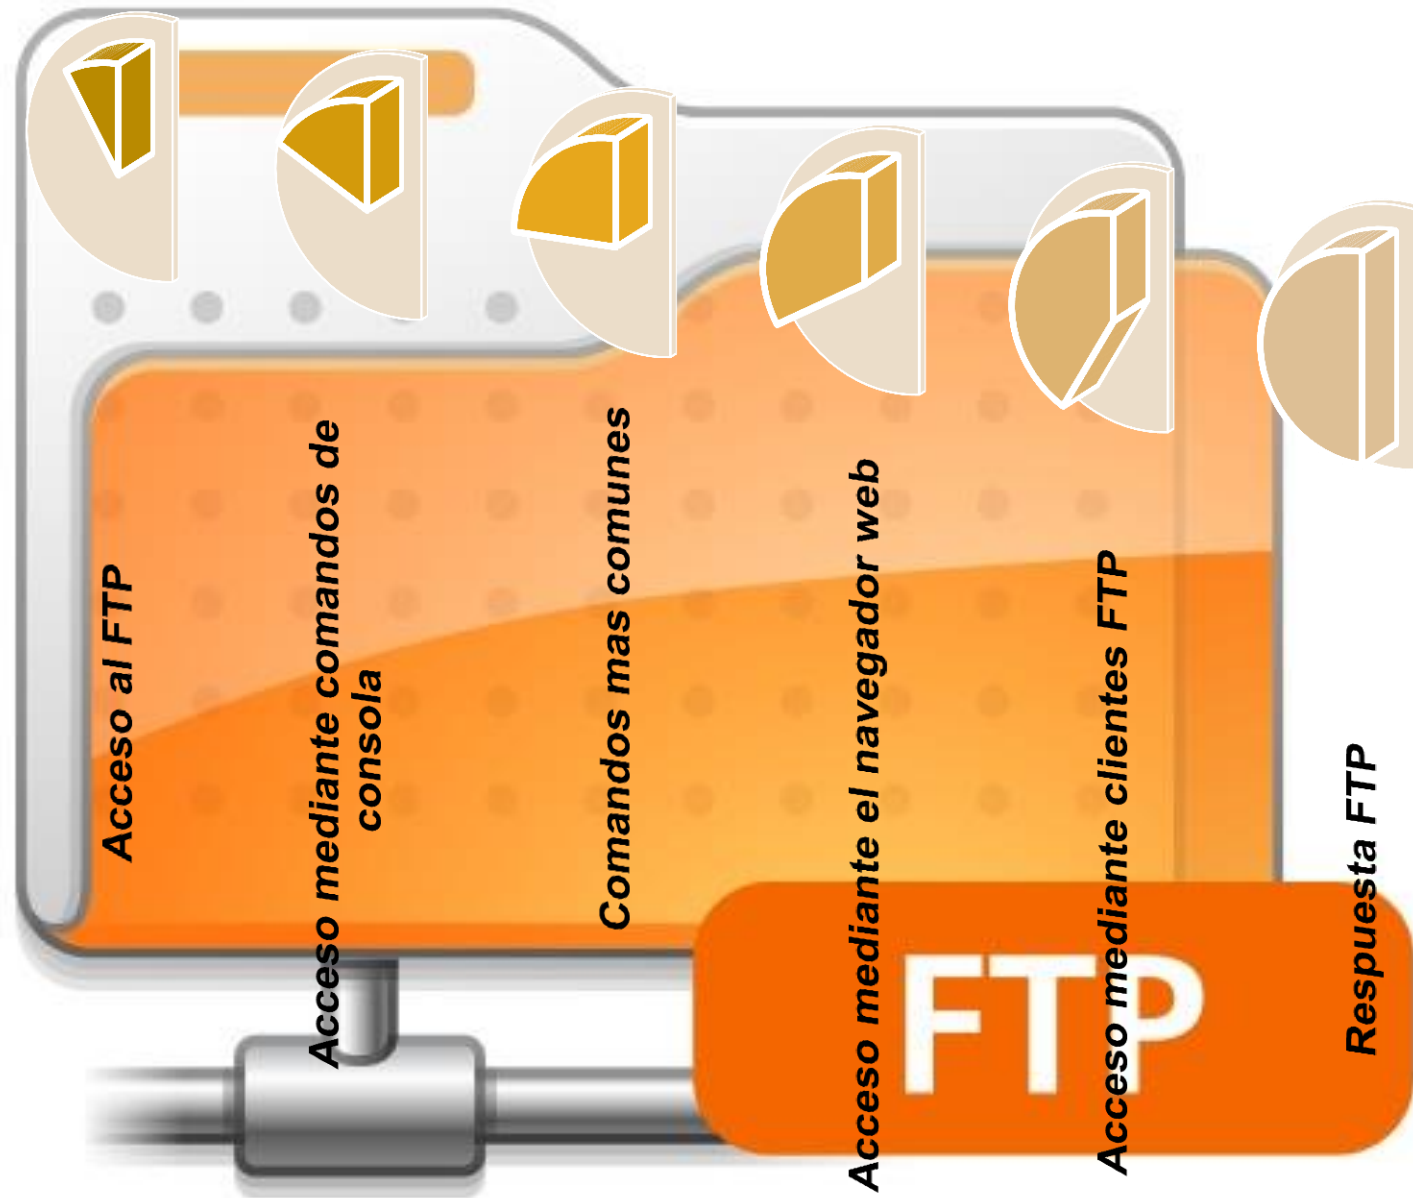 Acceso al FTP
Acceso mediante comandos de
consola
Comandos mas comunes
Acceso mediante el navegador web
Acceso mediante clientes FTP
Respuesta FTP
FTP